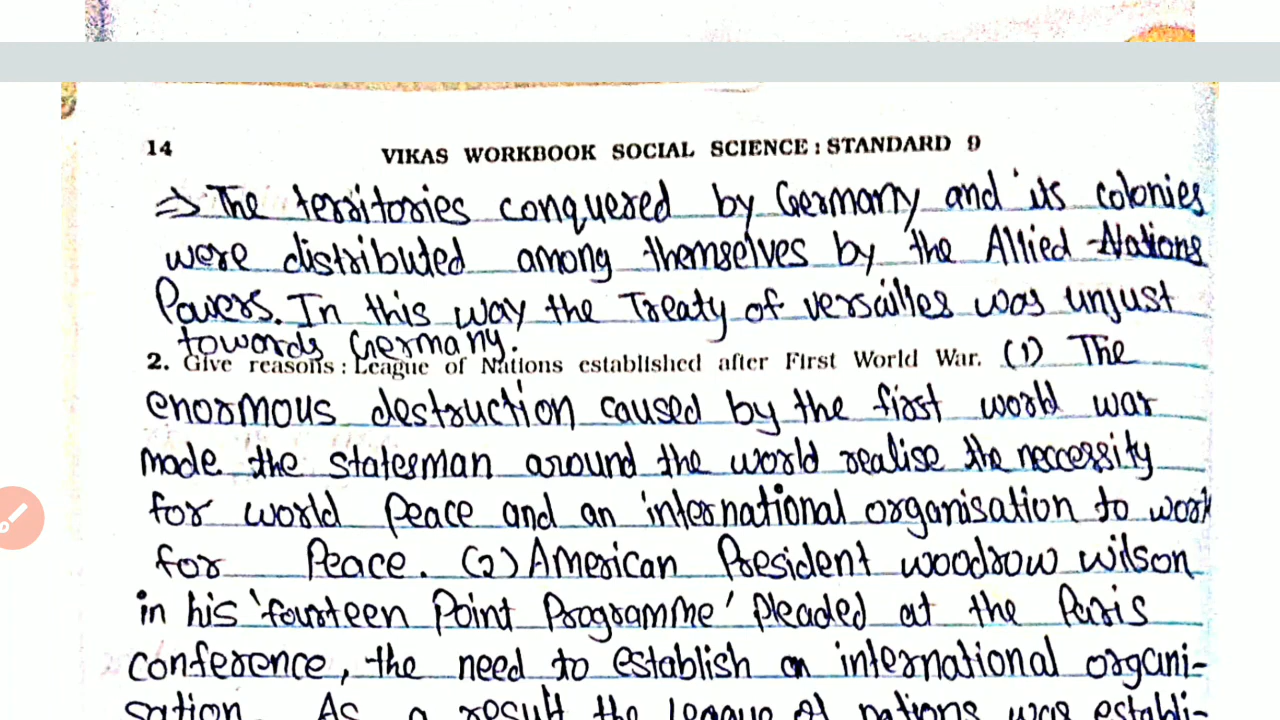 14 VIKAS WORKBOOK SOCIAL SCIENCE : STANDARD 9
⇒ The territories conquered by Germany and its colonies
were distributed among themselves by the Allied Nations
Powers. In this way the Treaty of versailles was unjust
towards Germany.
2. Give reasons : League of Nations established after First World War. (1) The
enormous destruction caused by the first world war
made the statesman around the world realise the neccessity
for world Peace and an international organisation to work
for Peace. (2) American President woodrow wilson
in his 'fourteen Point Programme' pleaded at the Paris
conference, the need to establish an international organi-
sation. As a result the league of nations was establi-